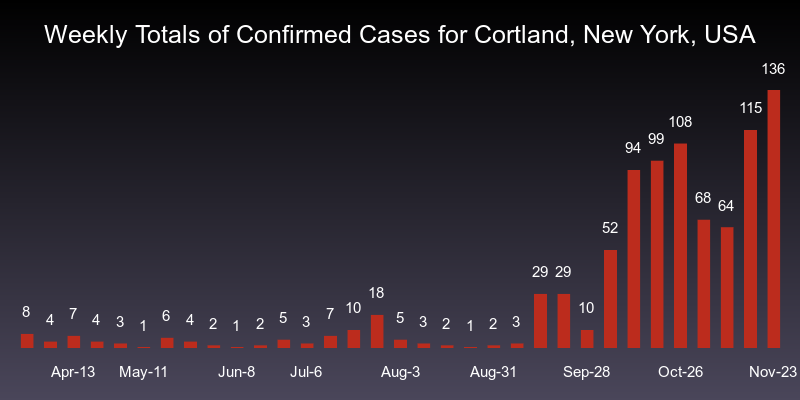 Weekly Totals of Confirmed Cases for Cortland, New York, USA
8 4 7 4 3 1 6 4 2 1 2 5 3 7 10 18 5 3 2 1 2 3 29 29 10 52 94 99 108 68 64 115 136
Apr-13 May-11 Jun-8 Jul-6 Aug-3 Aug-31 Sep-28 Oct-26 Nov-23